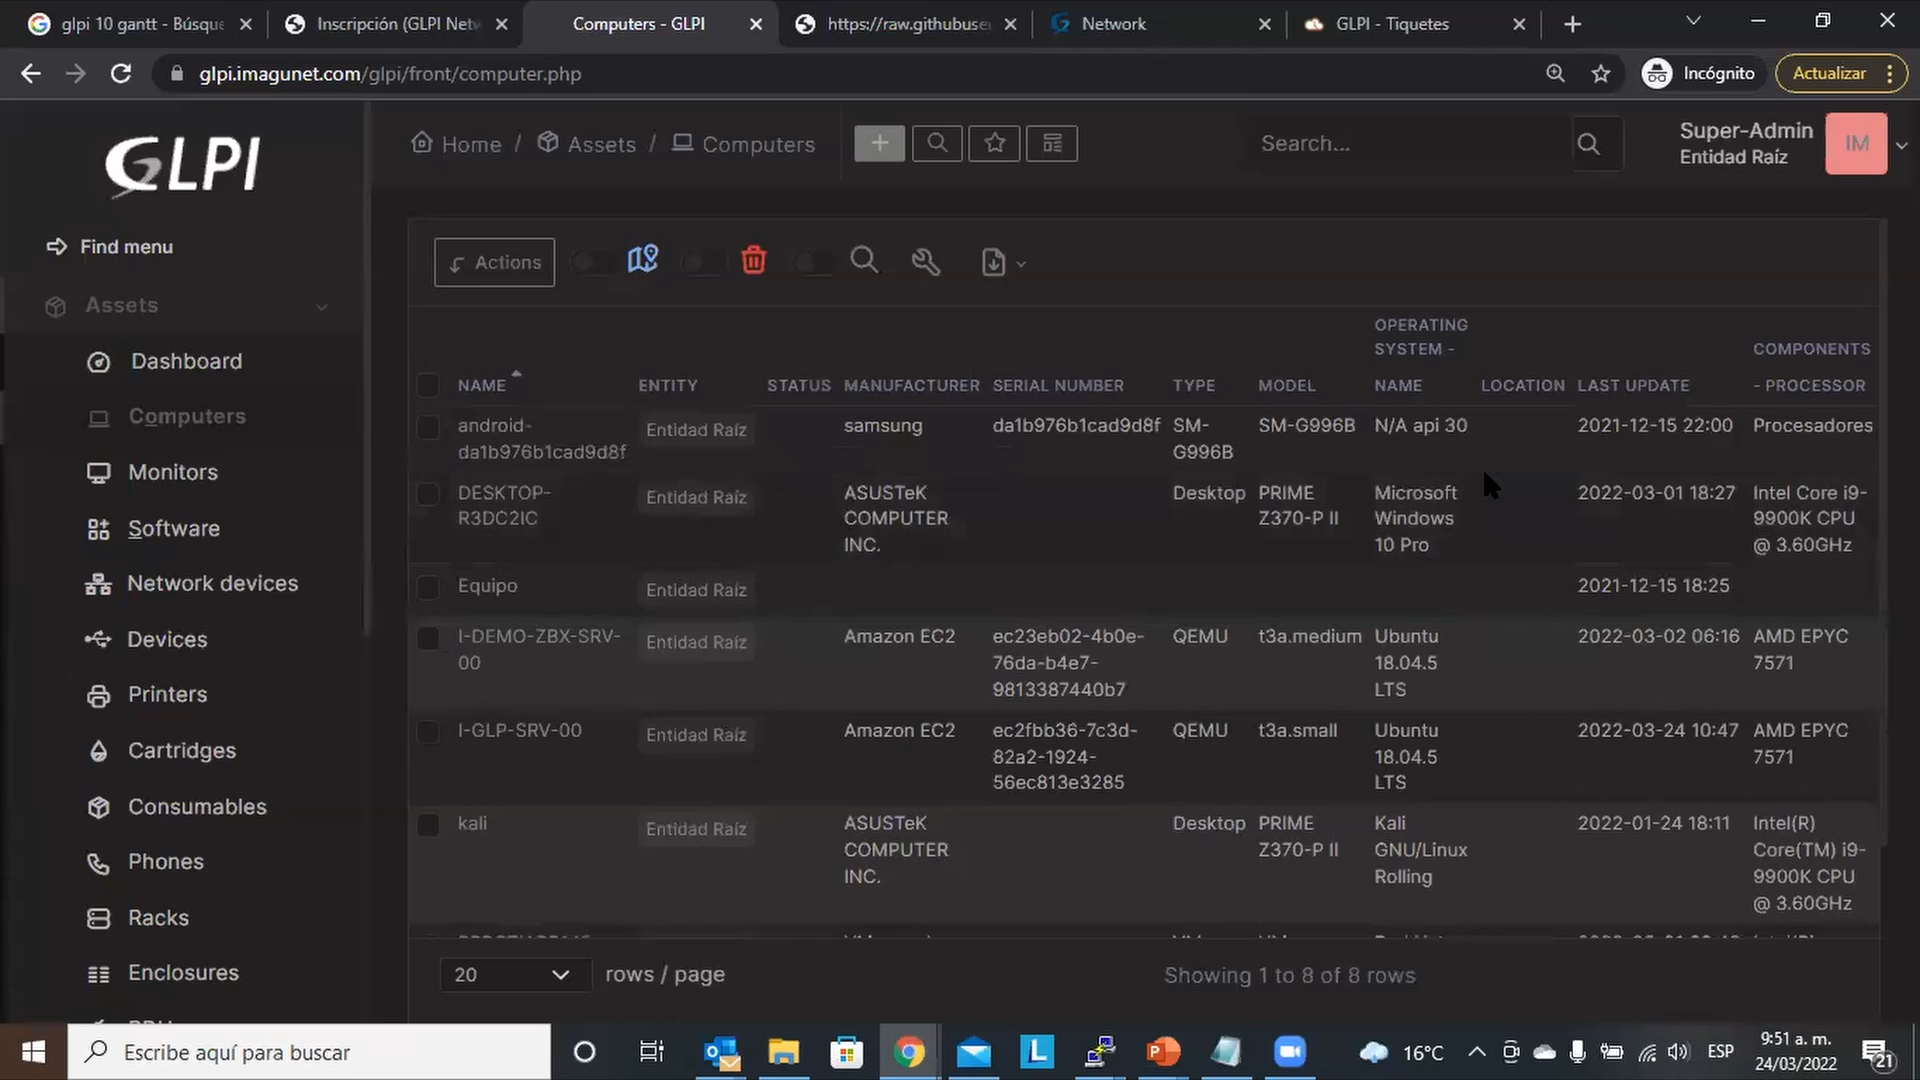 glpi 10 gantt - Búsque
Inscripción (GLPI Netw
Computers - GLPI
https://raw.githubuser
Network
GLPI - Tiquetes
glpi.imagunet.com/glpi/front/computer.php
Incógnito
Actualizar
GLPI
Home / Assets / Computers
Search...
Super-Admin
Entidad Raíz
IM
Find menu
Assets
Dashboard
Computers
Monitors
Software
Network devices
Devices
Printers
Cartridges
Consumables
Phones
Racks
Enclosures
Actions
NAME ENTITY STATUS MANUFACTURER SERIAL NUMBER TYPE MODEL OPERATING SYSTEM - NAME LOCATION LAST UPDATE COMPONENTS - PROCESSOR
android-da1b976b1cad9d8f Entidad Raíz samsung da1b976b1cad9d8f SM-G996B SM-G996B N/A api 30 2021-12-15 22:00 Procesadores
DESKTOP-R3DC2IC Entidad Raíz ASUSTeK COMPUTER INC. Desktop PRIME Z370-P II Microsoft Windows 10 Pro 2022-03-01 18:27 Intel Core i9-9900K CPU @ 3.60GHz
Equipo Entidad Raíz 2021-12-15 18:25
I-DEMO-ZBX-SRV-00 Entidad Raíz Amazon EC2 ec23eb02-4b0e-76da-b4e7-9813387440b7 QEMU t3a.medium Ubuntu 18.04.5 LTS 2022-03-02 06:16 AMD EPYC 7571
I-GLP-SRV-00 Entidad Raíz Amazon EC2 ec2fbb36-7c3d-82a2-1924-56ec813e3285 QEMU t3a.small Ubuntu 18.04.5 LTS 2022-03-24 10:47 AMD EPYC 7571
kali Entidad Raíz ASUSTeK COMPUTER INC. Desktop PRIME Z370-P II Kali GNU/Linux Rolling 2022-01-24 18:11 Intel(R) Core(TM) i9-9900K CPU @ 3.60GHz
20 rows / page
Showing 1 to 8 of 8 rows
Escribe aquí para buscar
L
16°C
ESP
9:51 a. m.
24/03/2022
21